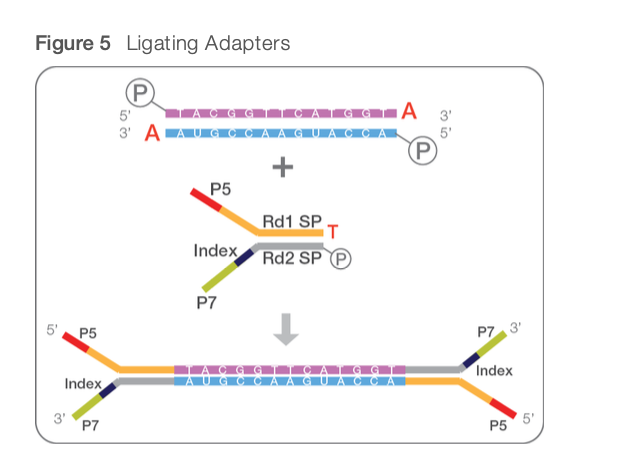 Figure 5 Ligating Adapters
P
5' T A C G G T T C A T G G T A 3'
3' A A U G C C A A G U A C C A 5'
P
+
P5
Rd1 SP T
Index Rd2 SP P
P7
5' P5 P7 3'
T A C G G T T C A T G G T
Index A U G C C A A G U A C C A Index
3' P7 P5 5'